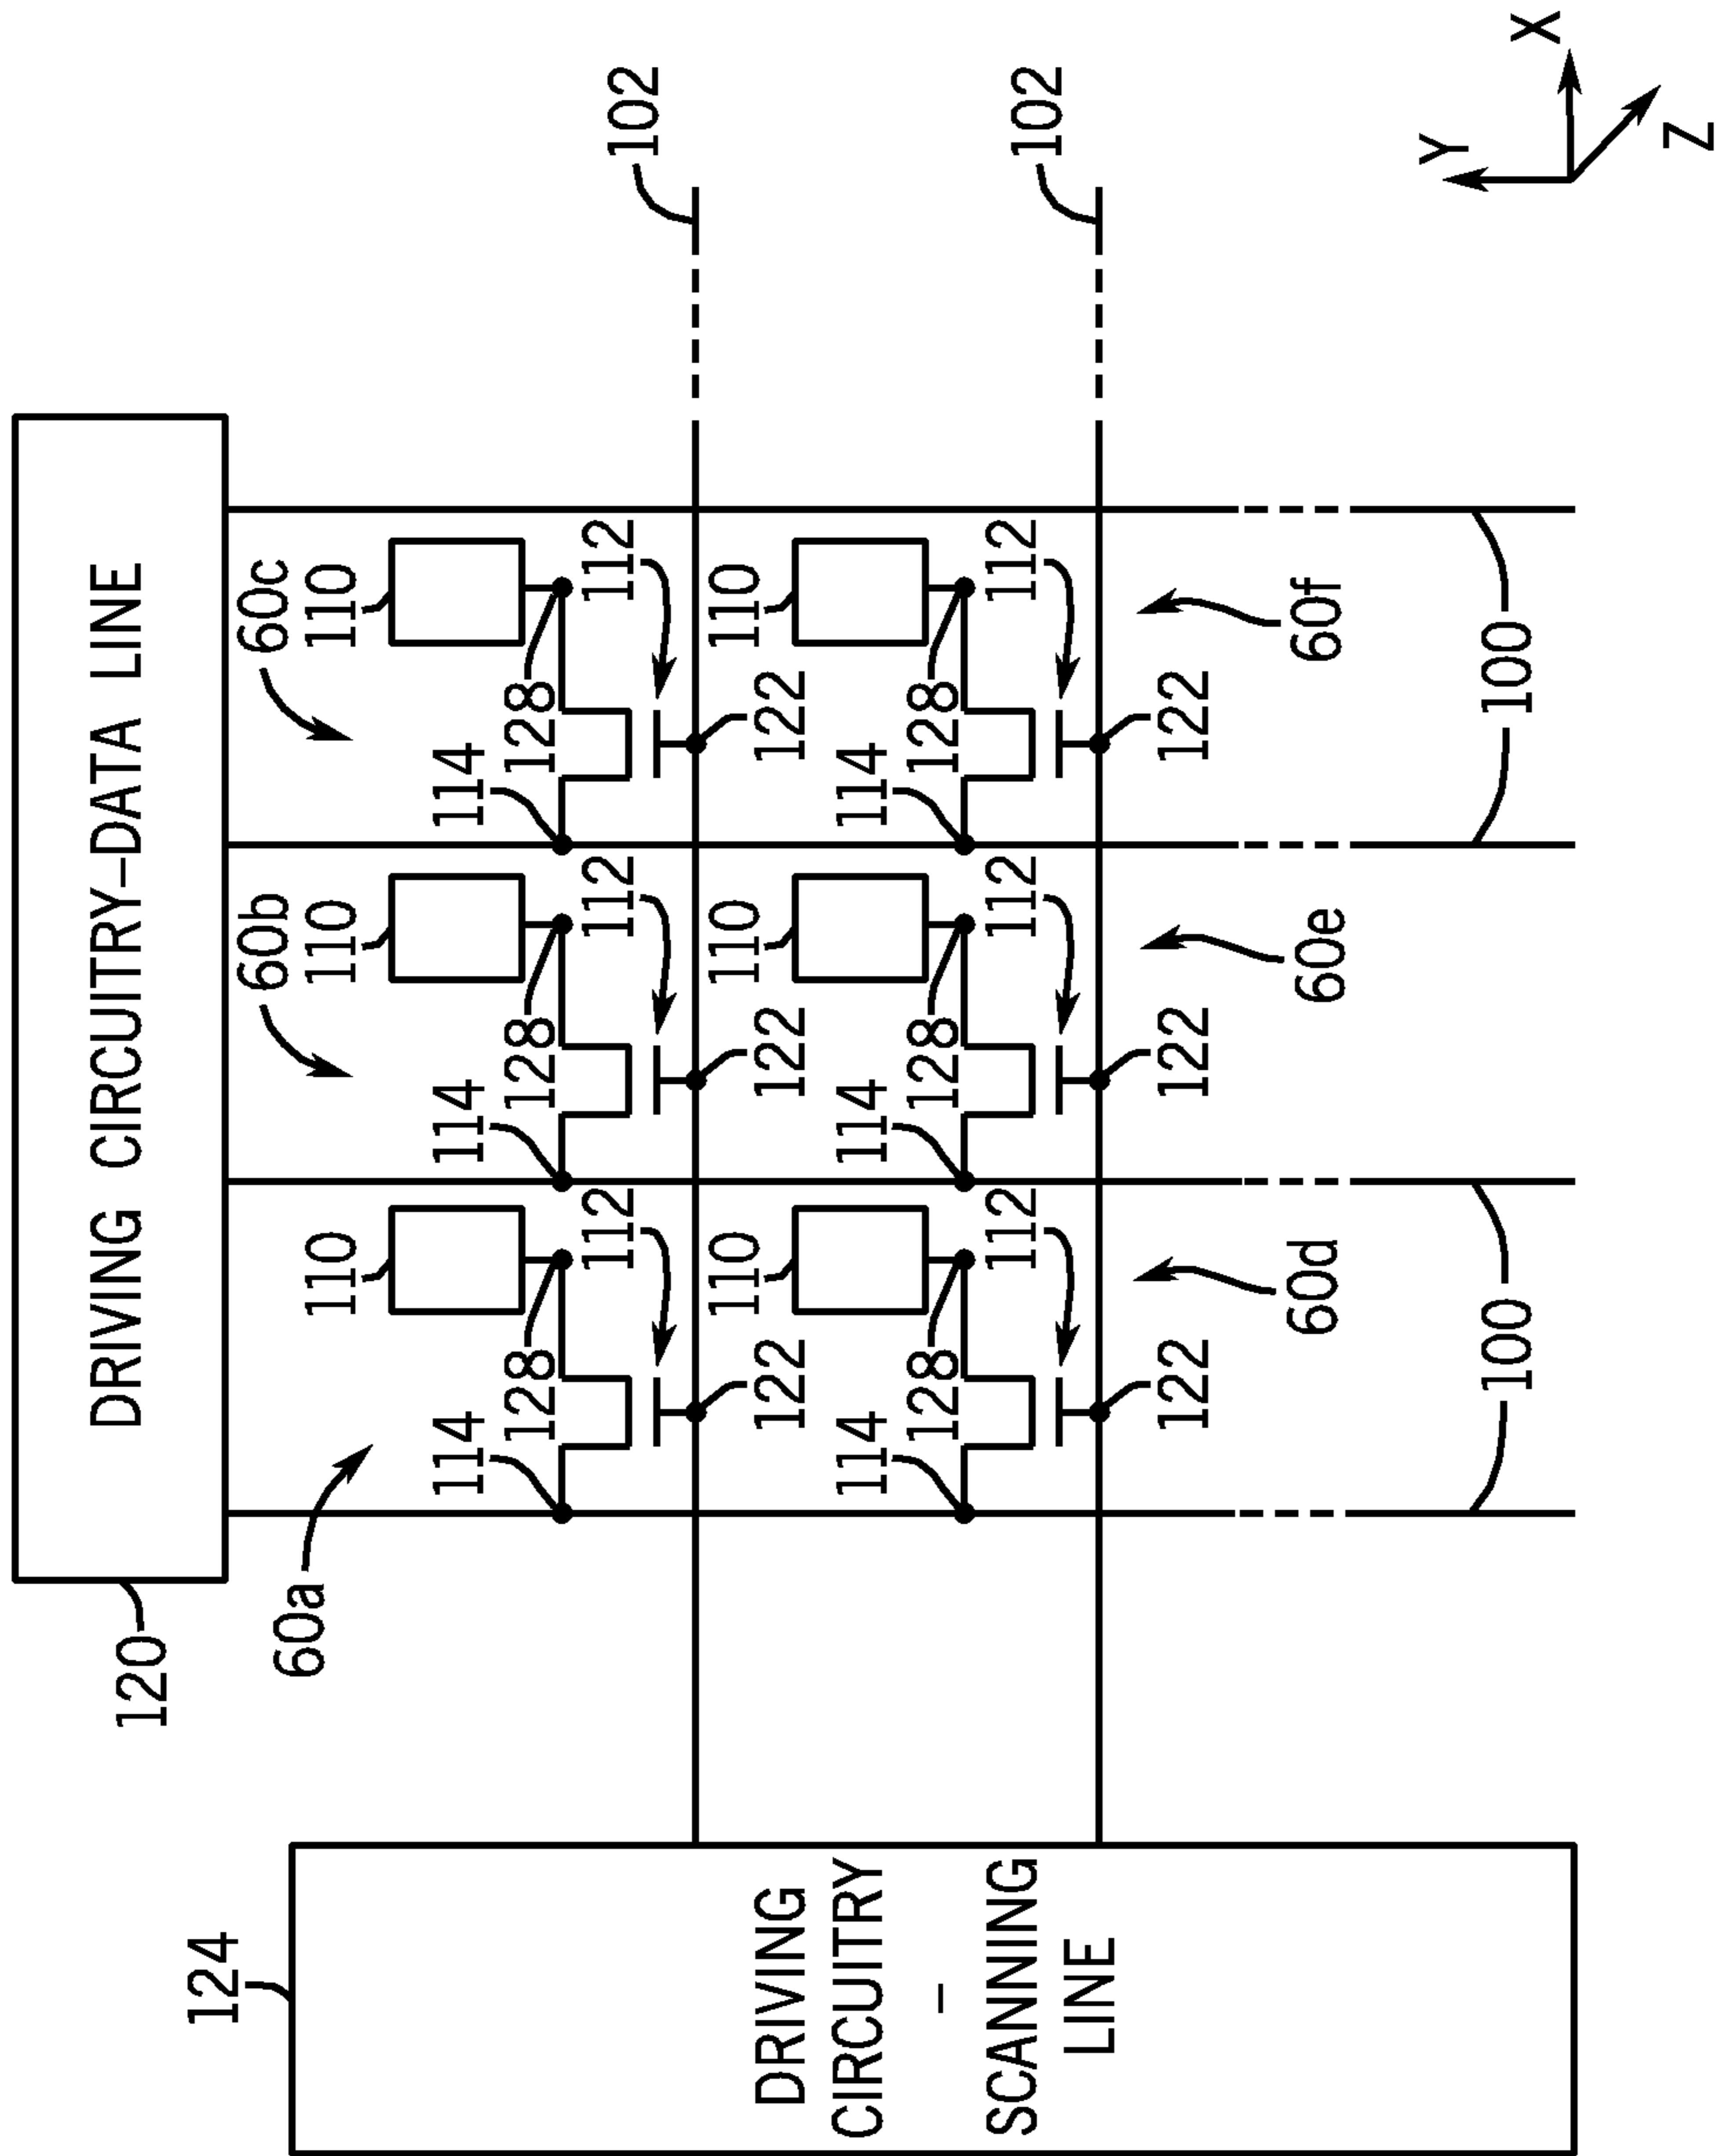 DRIVING CIRCUITRY-DATA LINE
120
124
60a
60b
60c
110
110
110
114
114
114
128
128
128
112
112
112
102
122
122
122
110
110
110
DRIVING
CIRCUITRY
-
SCANNING
LINE
114
114
114
128
128
128
112
112
112
102
122
122
122
60d
60e
60f
100
100
Y
X
Z